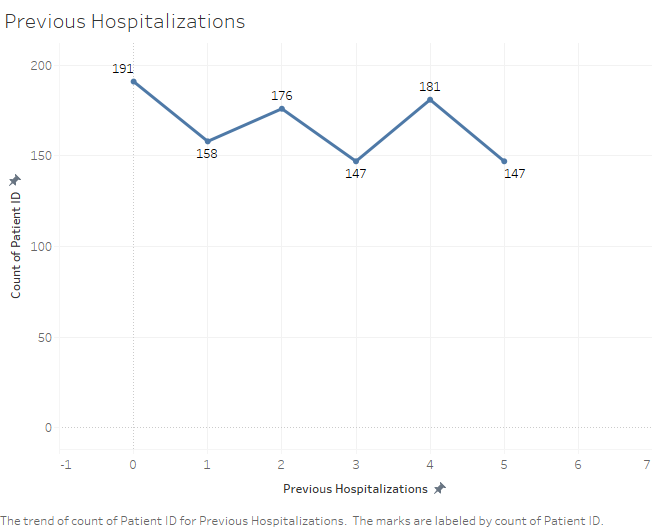 Previous Hospitalizations
200
150
100
50
0
Count of Patient ID
191
158
176
147
181
147
-1 0 1 2 3 4 5 6 7
Previous Hospitalizations
The trend of count of Patient ID for Previous Hospitalizations.  The marks are labeled by count of Patient ID.